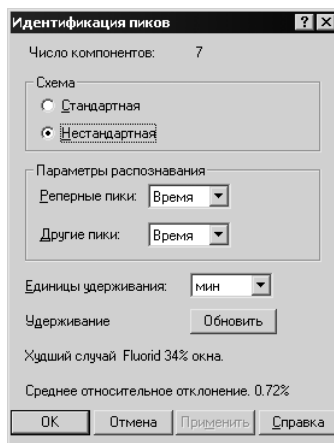 Идентификация пиков
Число компонентов: 7
Схема
Стандартная
Нестандартная
Параметры распознавания
Реперные пики: Время
Другие пики: Время
Единицы удерживания: мин
Удерживание Обновить
Худший случай Fluorid 34% окна.
Среднее относительное отклонение. 0.72%
OK Отмена Применить Справка